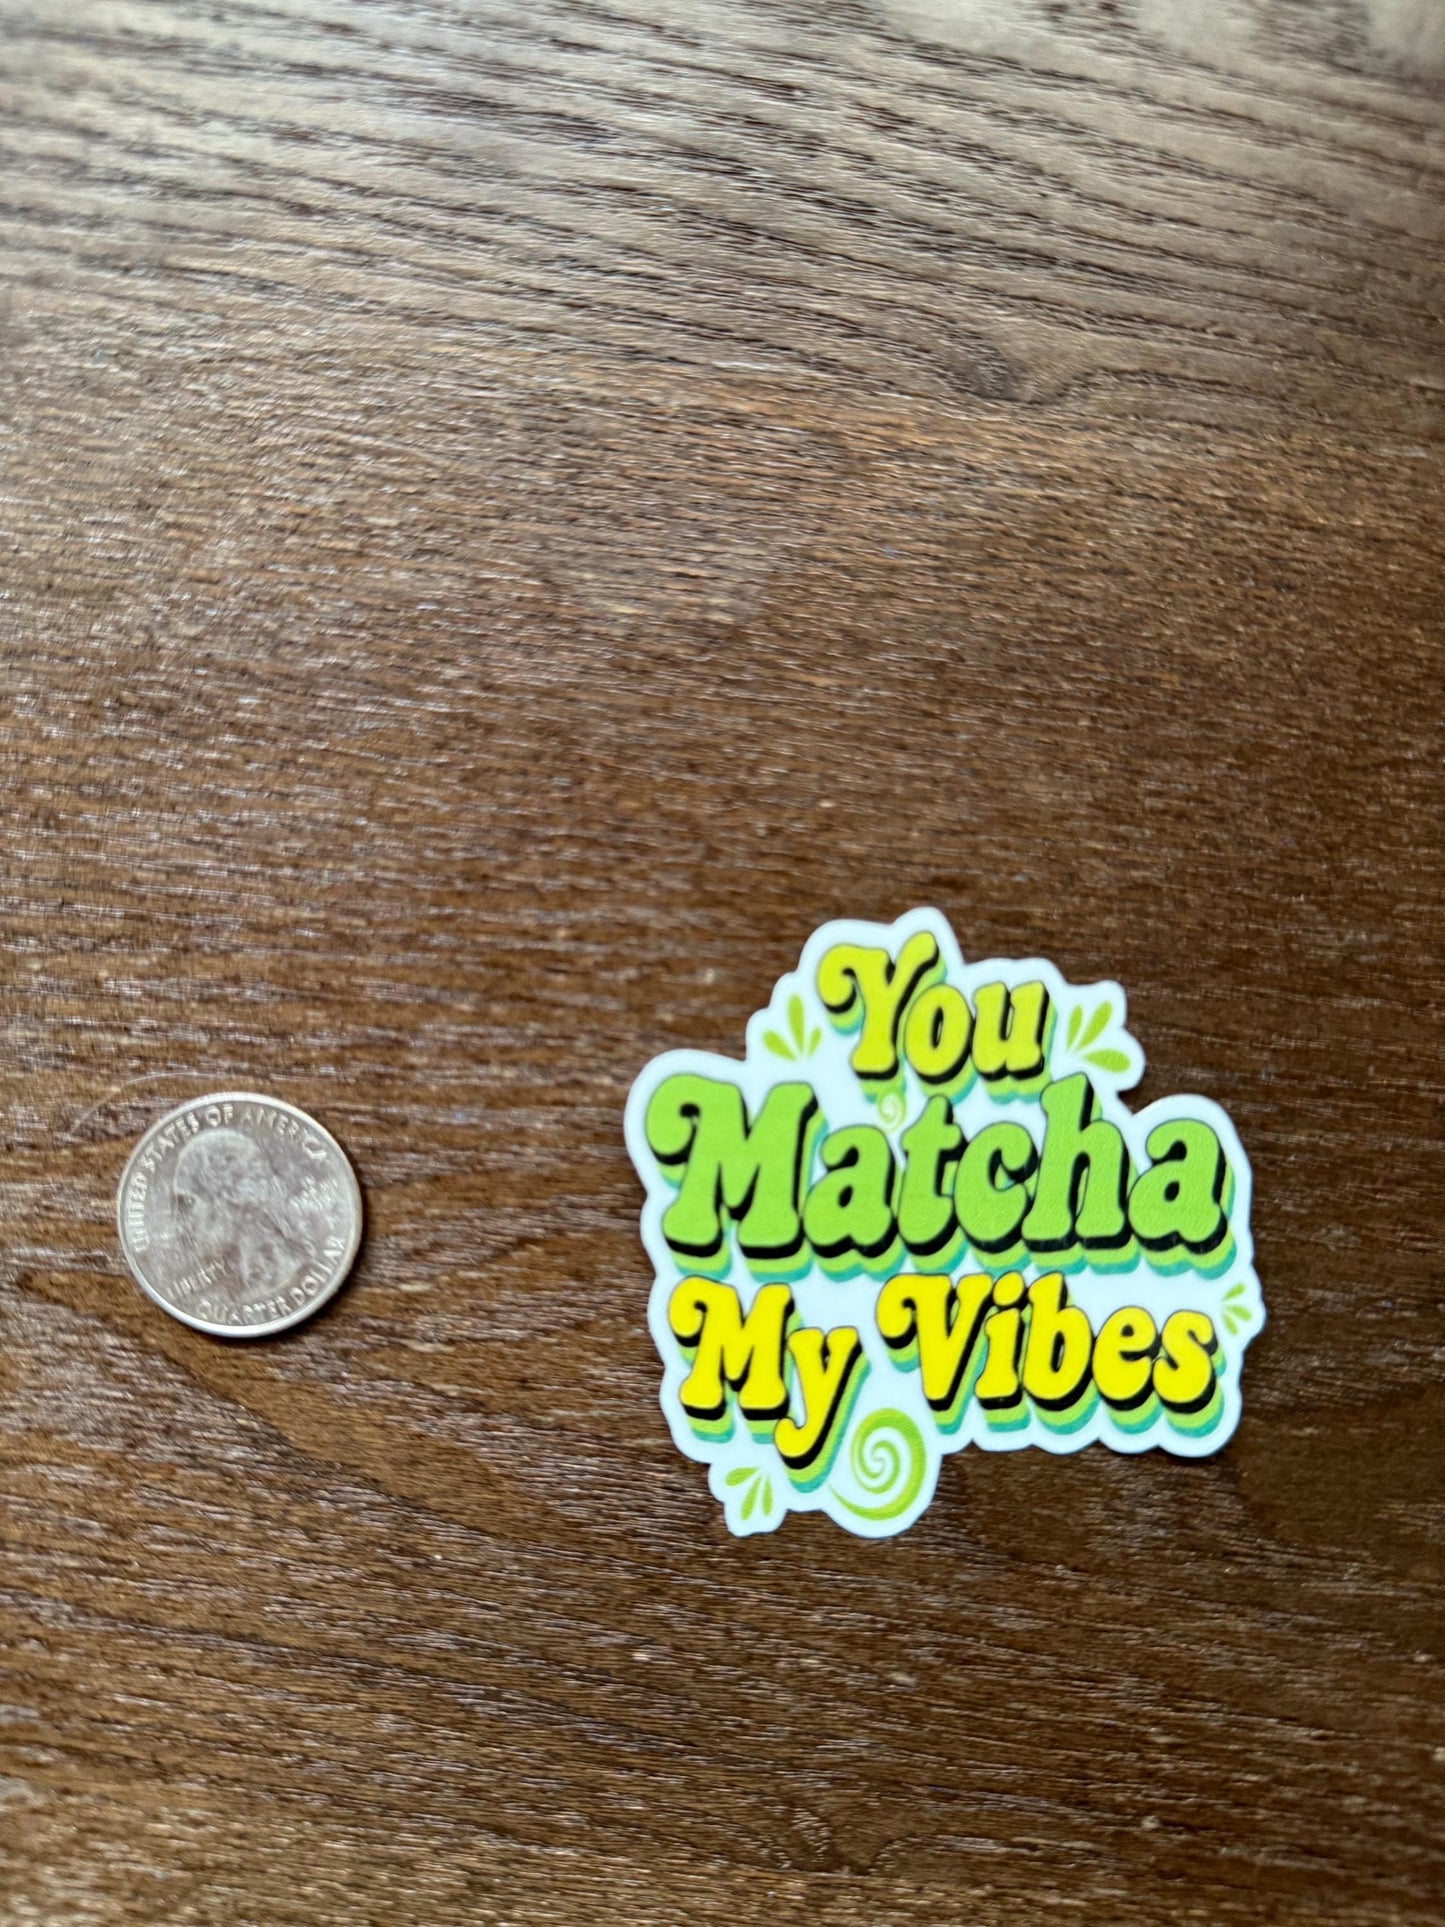 You
Matcha
My Vibes
UNITED STATES OF AMERICA
LIBERTY
QUARTER DOLLAR